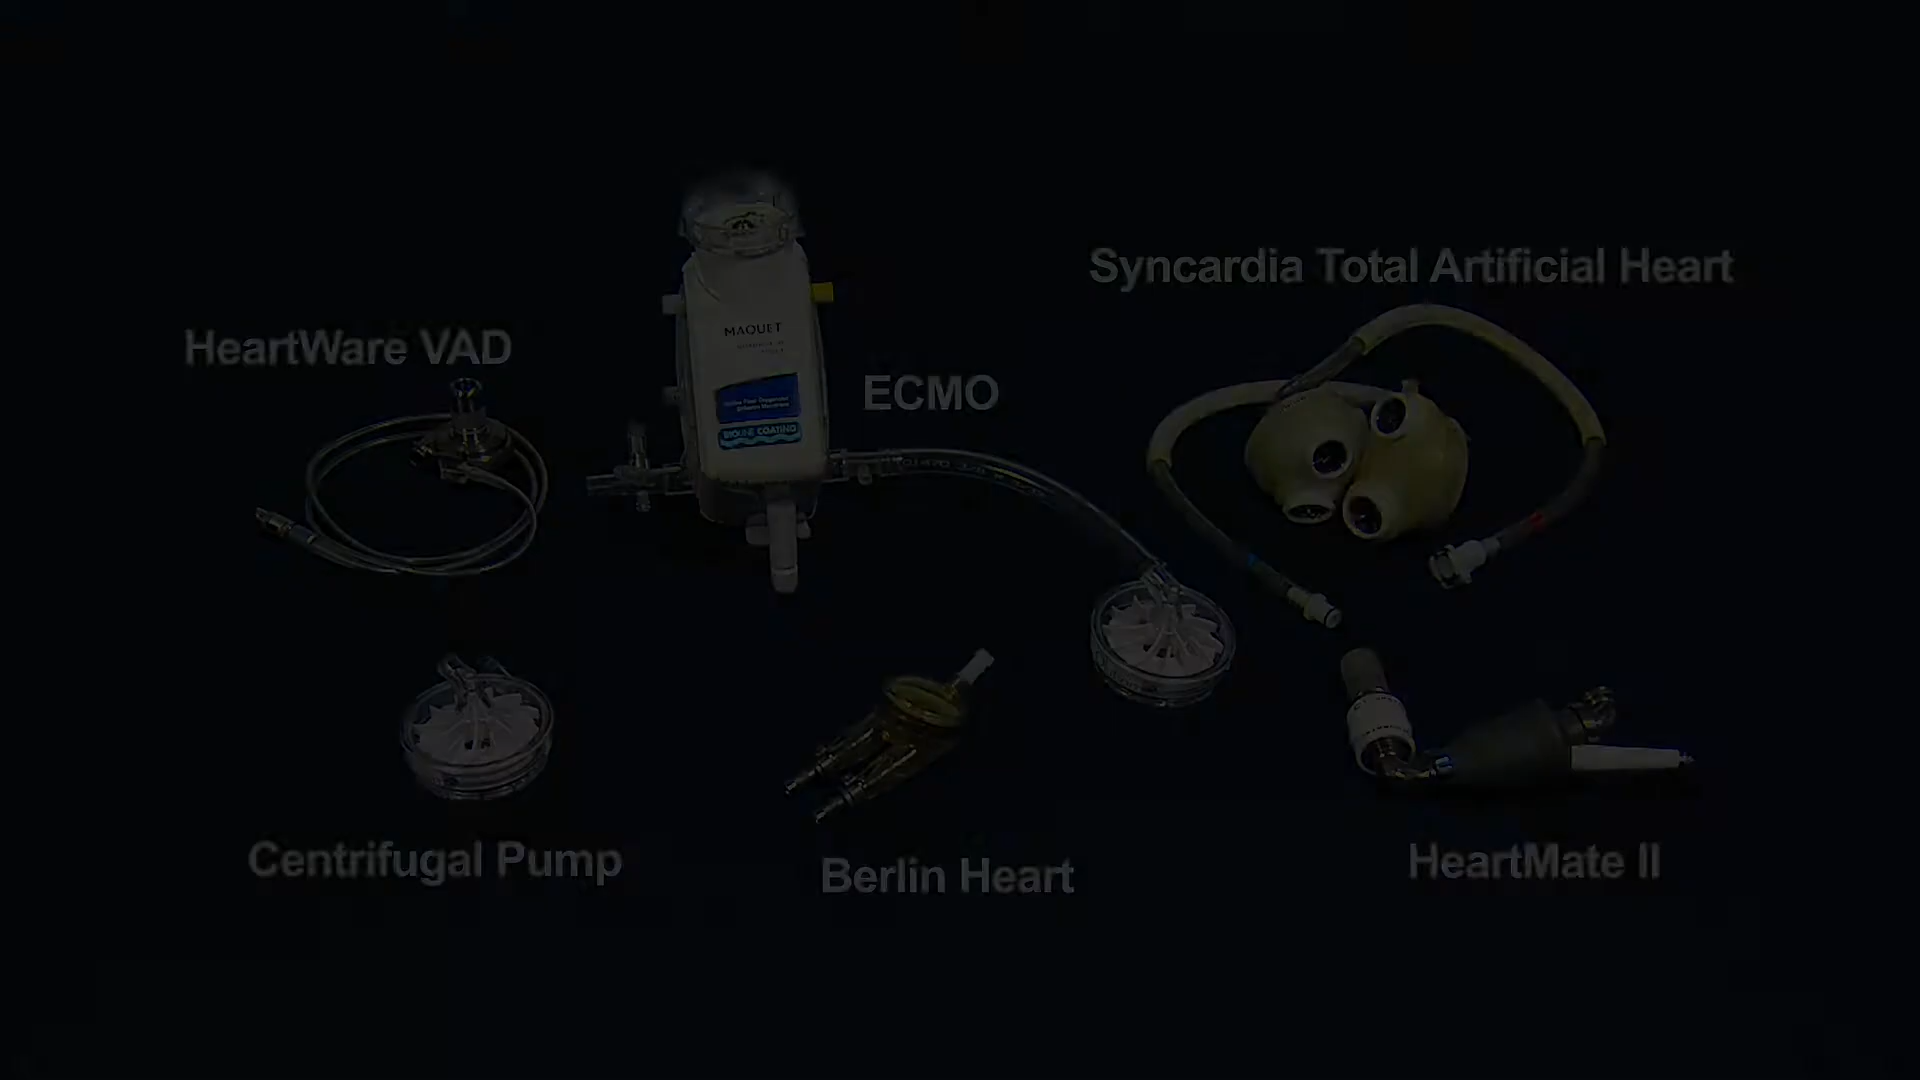 Syncardia Total Artificial Heart
HeartWare VAD
MAQUET
ECMO
BIOLINE COATING
Centrifugal Pump
Berlin Heart
HeartMate II